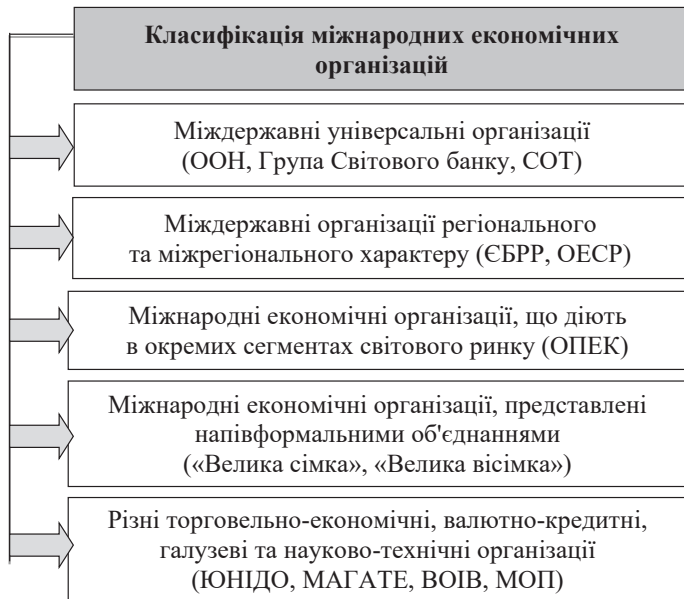 Класифікація міжнародних економічних
організацій
Міждержавні універсальні організації
(ООН, Група Світового банку, СОТ)
Міждержавні організації регіонального
та міжрегіонального характеру (ЄБРР, ОЕСР)
Міжнародні економічні організації, що діють
в окремих сегментах світового ринку (ОПЕК)
Міжнародні економічні організації, представлені
напівформальними об'єднаннями
(«Велика сімка», «Велика вісімка»)
Різні торговельно-економічні, валютно-кредитні,
галузеві та науково-технічні організації
(ЮНІДО, МАГАТЕ, ВОІВ, МОП)